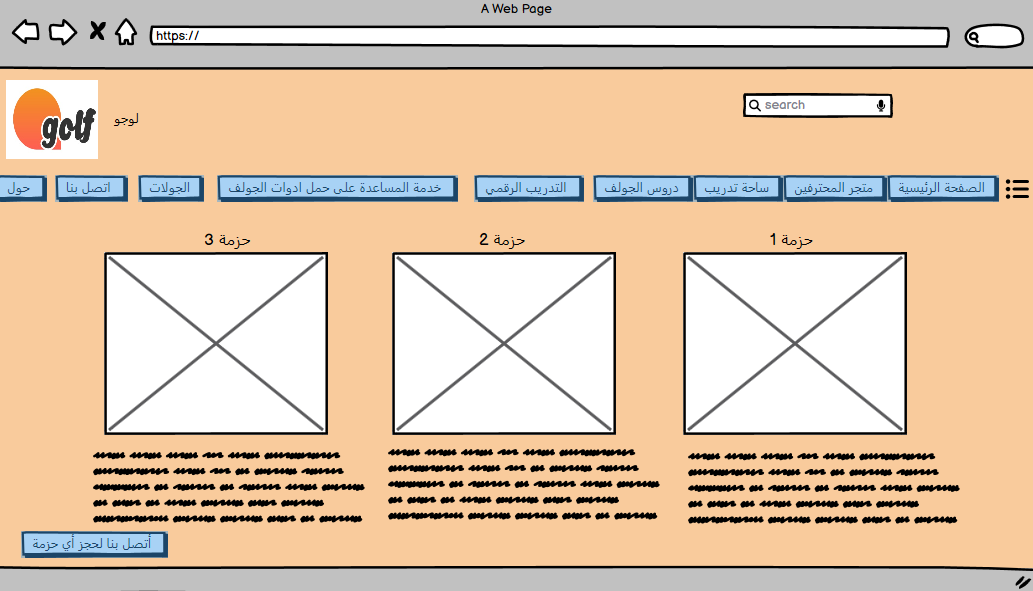 A Web Page
https://
search
golf
لوجو
الصفحة الرئيسية
متجر المحترفين
ساحة تدريب
دروس الجولف
التدريب الرقمي
خدمة المساعدة على حمل ادوات الجولف
الجولات
اتصل بنا
حول
حزمة 1
حزمة 2
حزمة 3
أتصل بنا لحجز أي حزمة